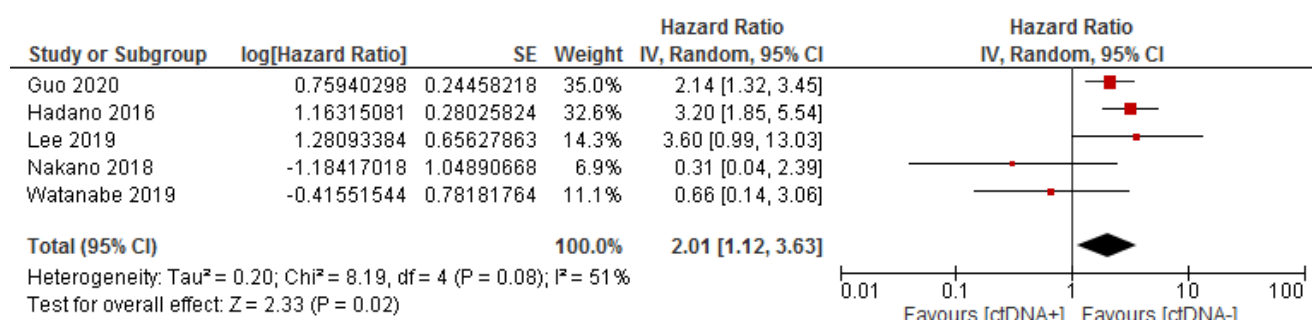 Hazard Ratio Hazard Ratio
Study or Subgroup log[Hazard Ratio] SE Weight IV, Random, 95% CI IV, Random, 95% CI
Guo 2020 0.75940298 0.24458218 35.0% 2.14 [1.32, 3.45]
Hadano 2016 1.16315081 0.28025824 32.6% 3.20 [1.85, 5.54]
Lee 2019 1.28093384 0.65627863 14.3% 3.60 [0.99, 13.03]
Nakano 2018 -1.18417018 1.04890668 6.9% 0.31 [0.04, 2.39]
Watanabe 2019 -0.41551544 0.78181764 11.1% 0.66 [0.14, 3.06]
Total (95% CI) 100.0% 2.01 [1.12, 3.63]
Heterogeneity: Tau² = 0.20; Chi² = 8.19, df = 4 (P = 0.08); I² = 51%
Test for overall effect: Z = 2.33 (P = 0.02)
0.01 0.1 1 10 100
Favours [ctDNA+] Favours [ctDNA-]